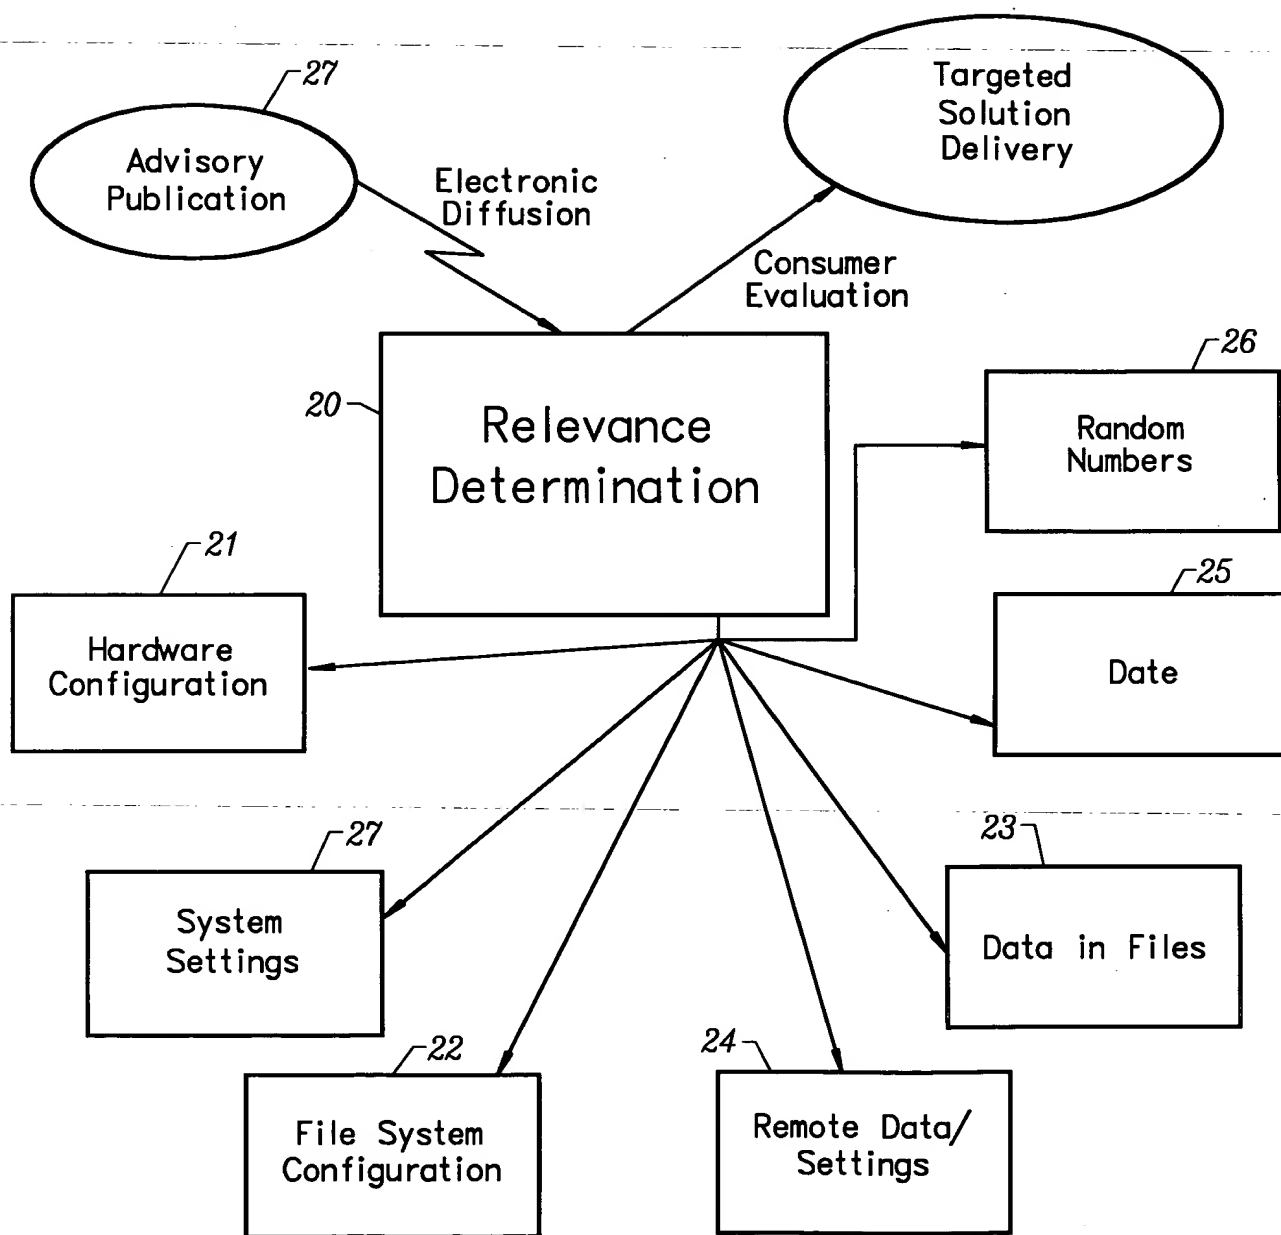 27
Advisory
Publication
Electronic
Diffusion
Targeted
Solution
Delivery
Consumer
Evaluation
20
Relevance
Determination
26
Random
Numbers
21
Hardware
Configuration
25
Date
27
System
Settings
23
Data in Files
22
File System
Configuration
24
Remote Data/
Settings